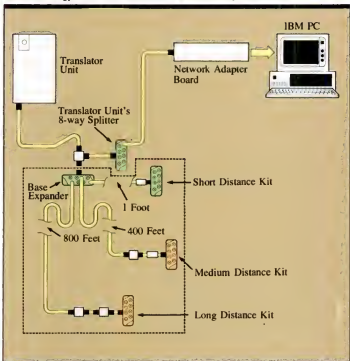 IBM PC
Translator
Unit
Network Adapter
Board
Translator Unit's
8-way Splitter
Base
Expander
Short Distance Kit
1 Foot
800 Feet
400 Feet
Medium Distance Kit
Long Distance Kit